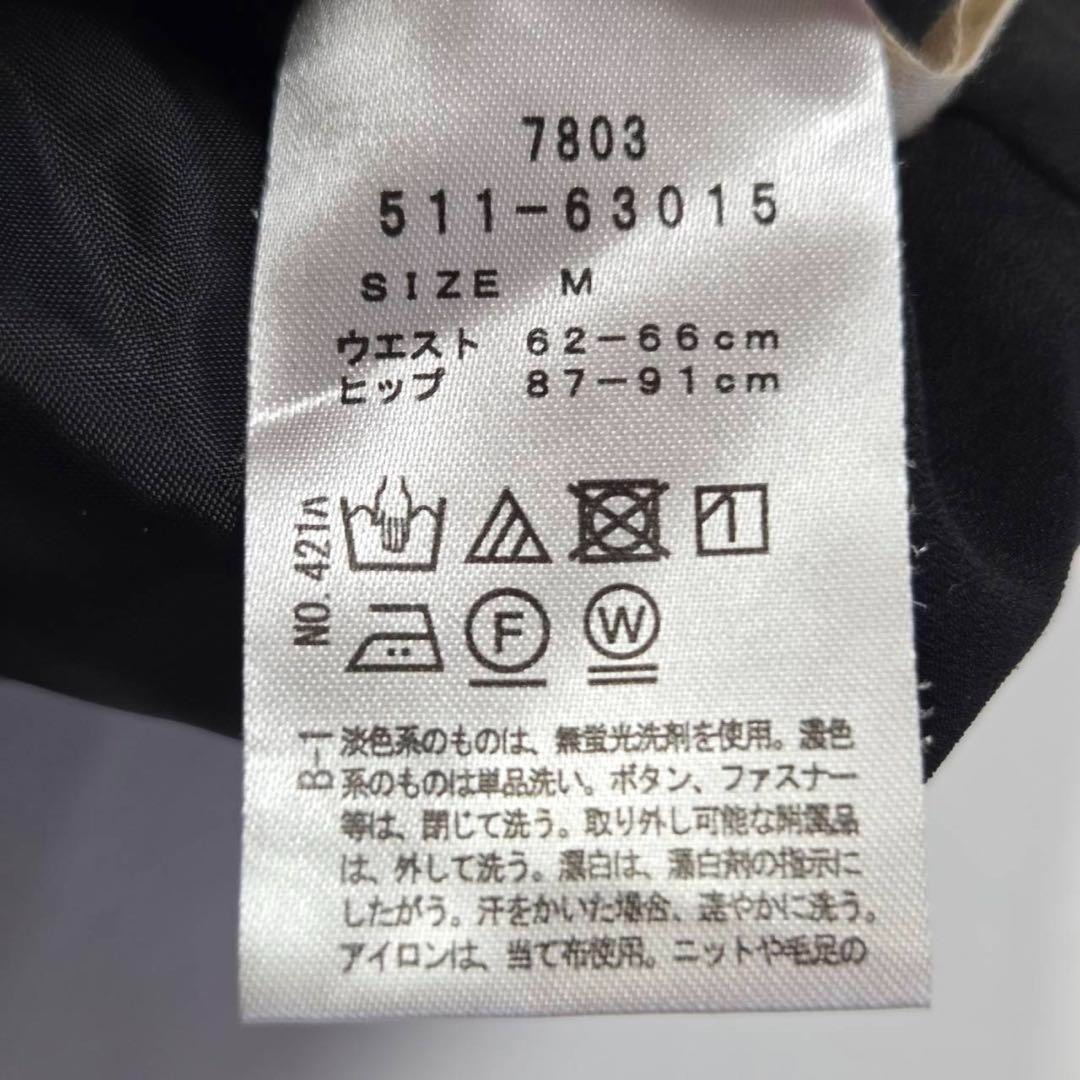 7803
511-63015
SIZE M
ウエスト 62-66cm
ヒップ 87-91cm
NO. 421ハ
F W
B-1
淡色系のものは、無蛍光洗剤を使用。濃色
系のものは単品洗い。ボタン、ファスナー
等は、閉じて洗う。取り外し可能な附属品
は、外して洗う。漂白は、漂白剤の指示に
したがう。汗をかいた場合、速やかに洗う。
アイロンは、当て布使用。ニットや毛足の